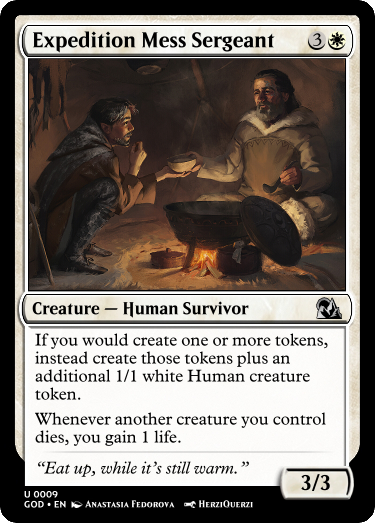 Expedition Mess Sergeant 3
Creature — Human Survivor
If you would create one or more tokens,
instead create those tokens plus an
additional 1/1 white Human creature
token.
Whenever another creature you control
dies, you gain 1 life.
“Eat up, while it’s still warm.”
3/3
U 0009
GOD • EN Anastasia Fedorova HerziQuerzi